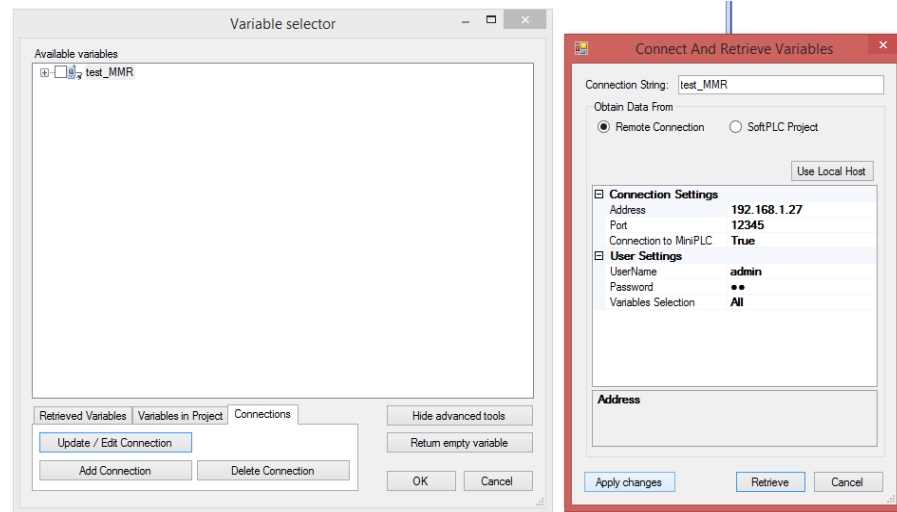 Variable selector
Available variables
test_MMR
Retrieved Variables Variables in Project Connections
Update / Edit Connection
Add Connection Delete Connection
Hide advanced tools
Return empty variable
OK Cancel
Connect And Retrieve Variables
Connection String: test_MMR
Obtain Data From
Remote Connection SoftPLC Project
Use Local Host
Connection Settings
Address 192.168.1.27
Port 12345
Connection to MiniPLC True
User Settings
UserName admin
Password ●●
Variables Selection All
Address
Apply changes Retrieve Cancel